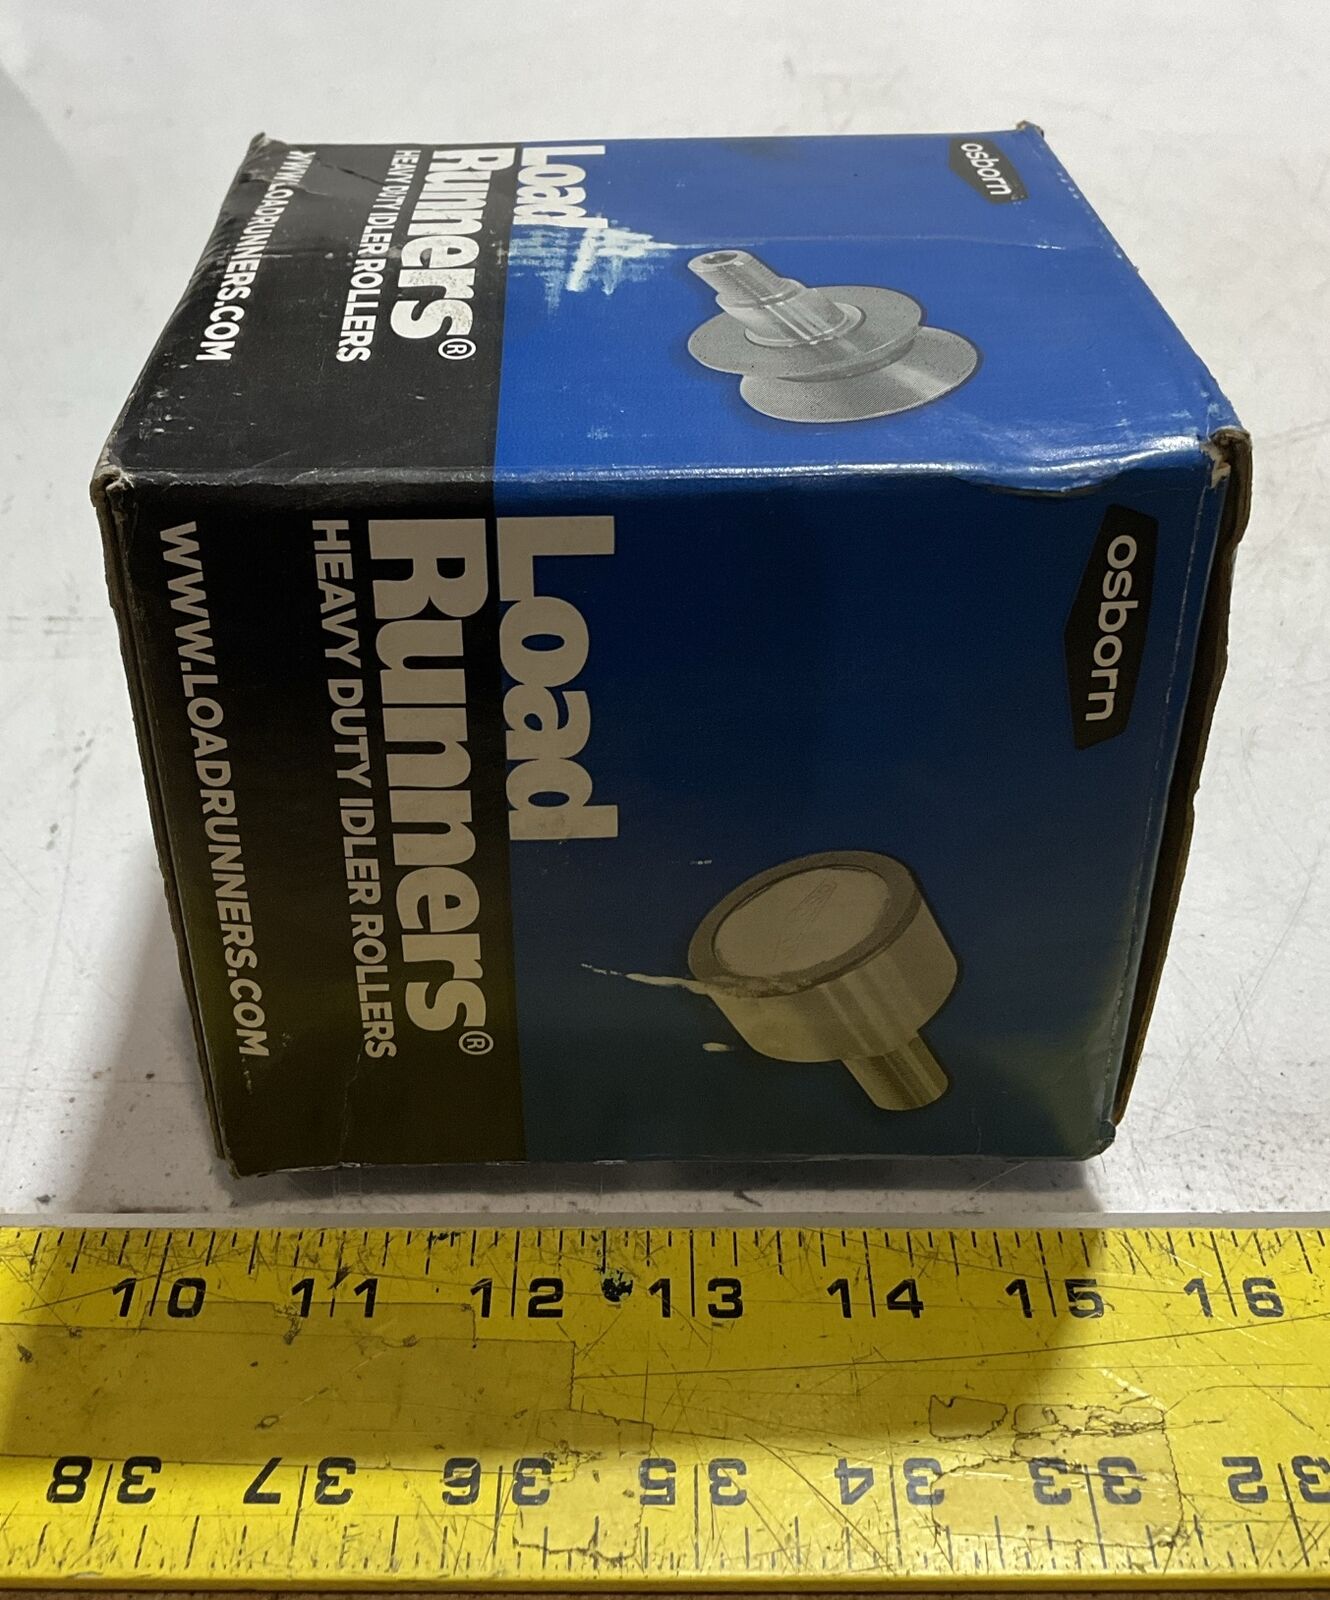 osborn
Load
Runners®
HEAVY DUTY IDLER ROLLERS
WWW.LOADRUNNERS.COM
osborn
Load
Runners®
HEAVY DUTY IDLER ROLLERS
WWW.LOADRUNNERS.COM
10 11 12 13 14 15 16
38 37 36 35 34 33 32